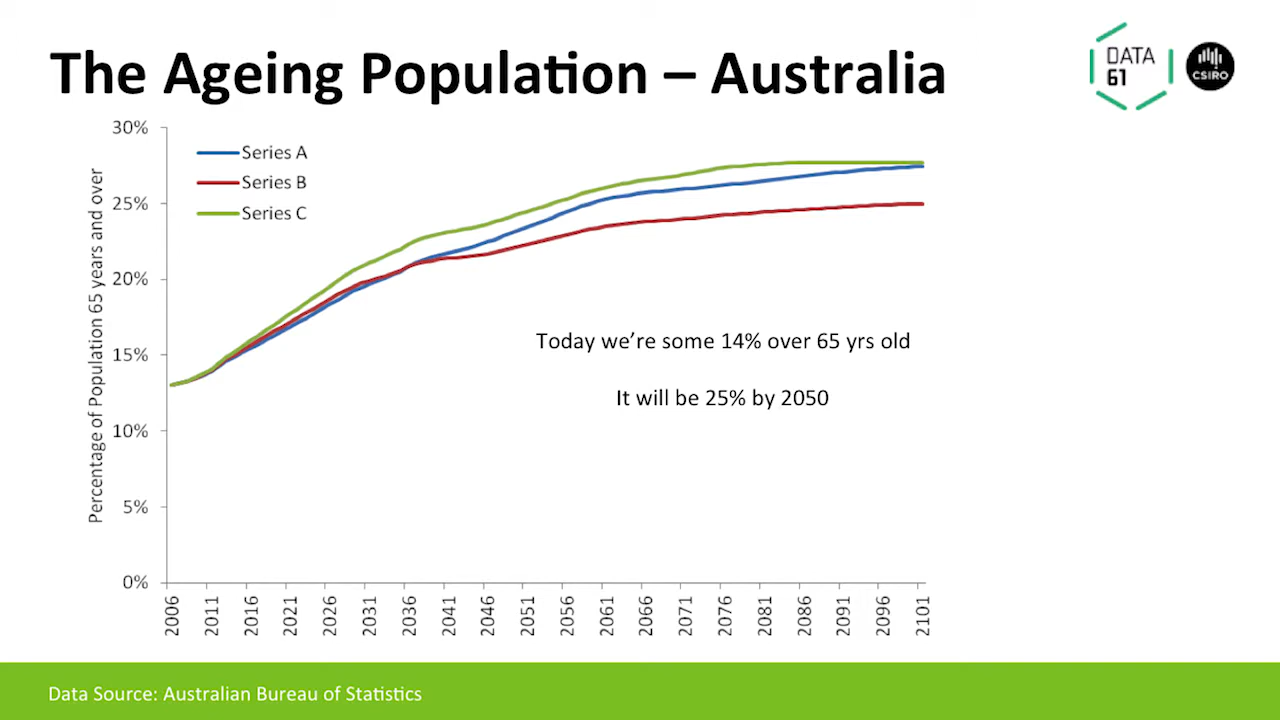 The Ageing Population – Australia
DATA
61
CSIRO
30%
25%
20%
15%
10%
5%
0%
Percentage of Population 65 years and over
Series A
Series B
Series C
Today we're some 14% over 65 yrs old
It will be 25% by 2050
2006 2011 2016 2021 2026 2031 2036 2041 2046 2051 2056 2061 2066 2071 2076 2081 2086 2091 2096 2101
Data Source: Australian Bureau of Statistics